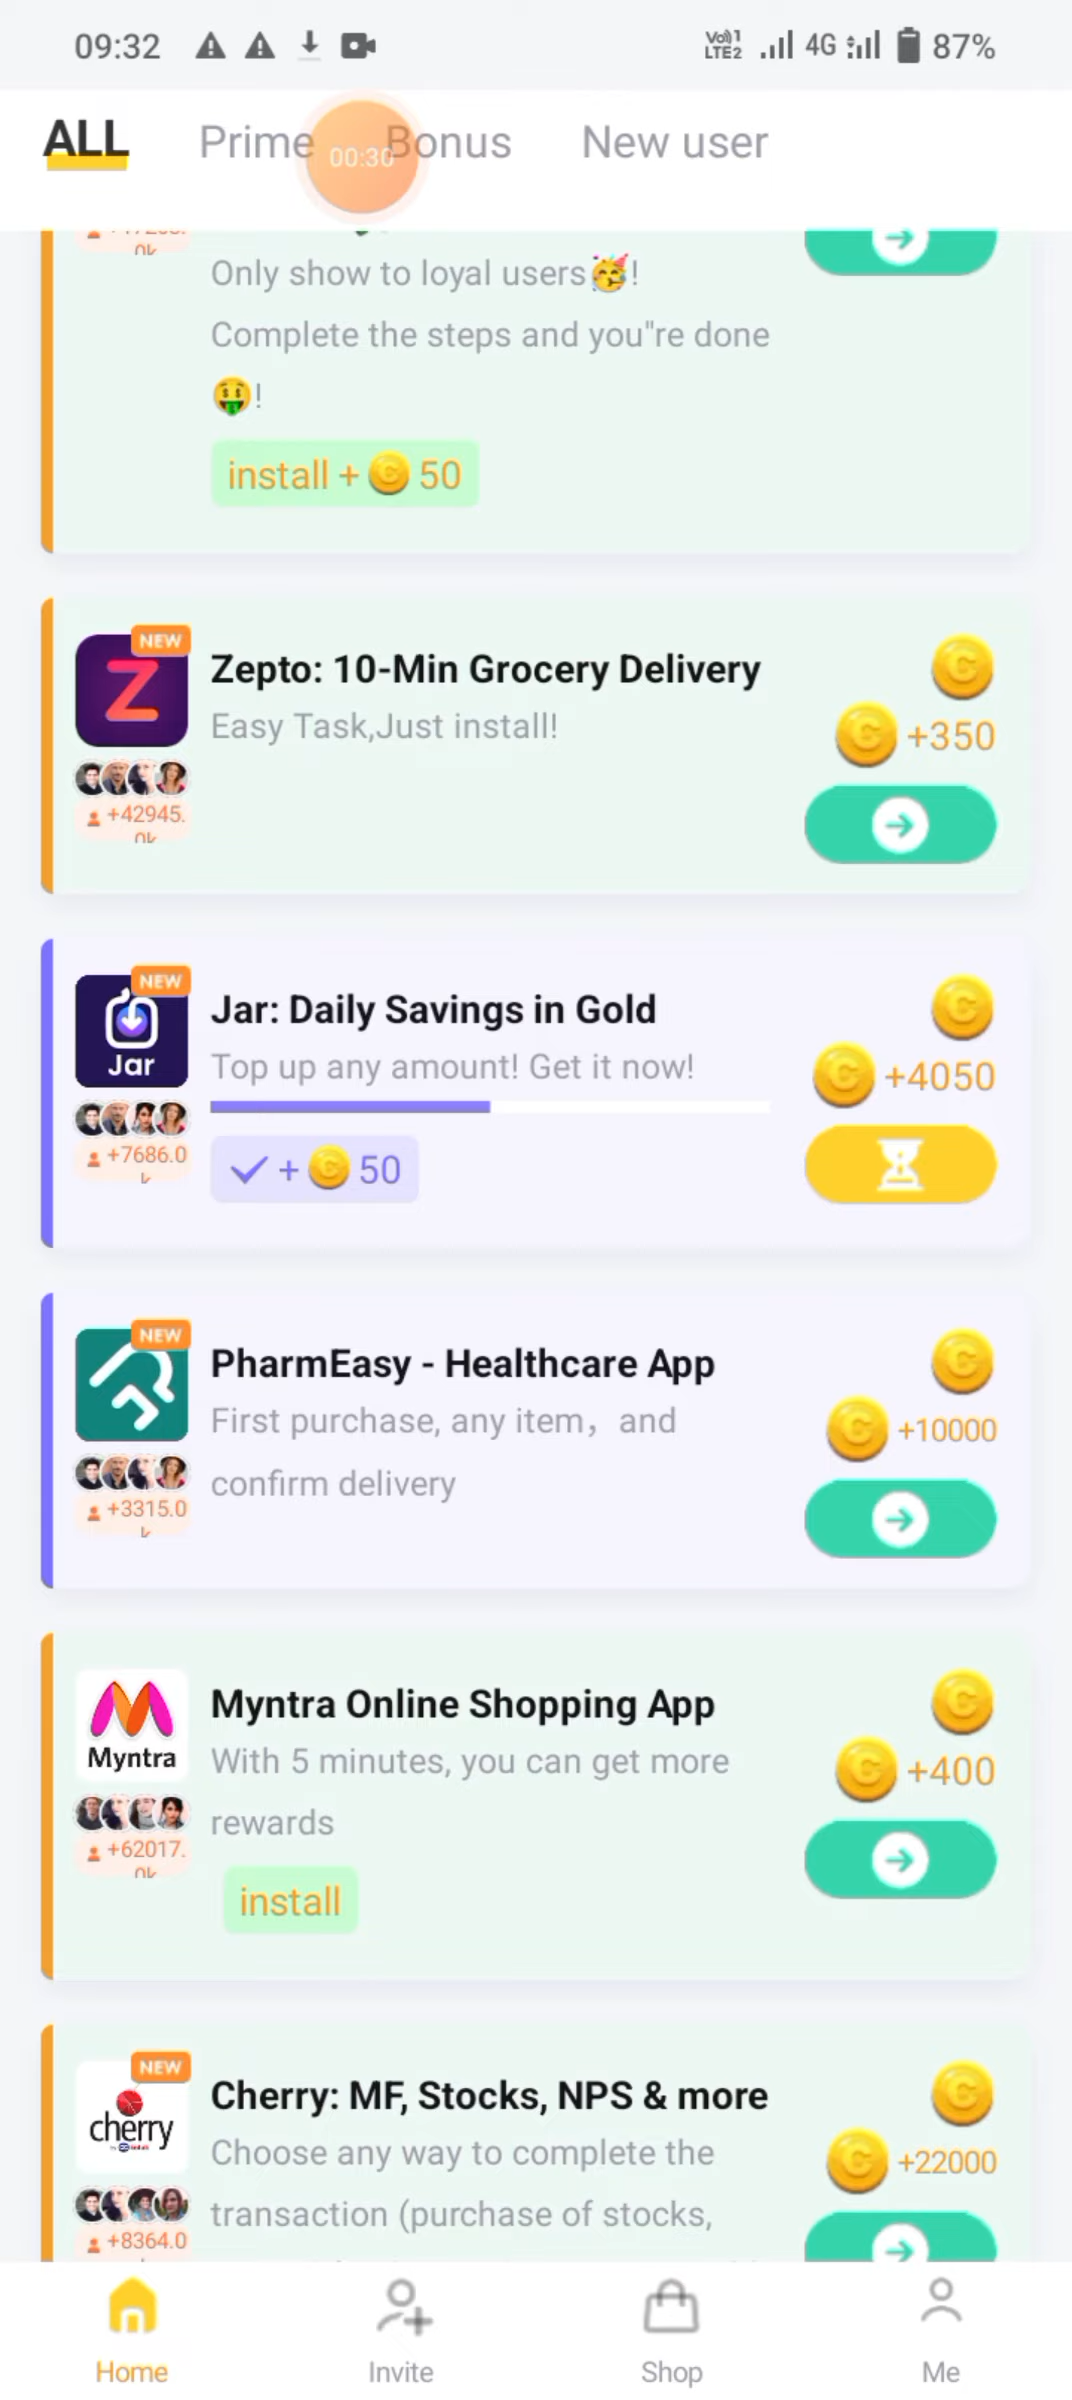 09:32
Vo))1 LTE2 4G 87%
ALL Prime Bonus New user
00:30
Only show to loyal users🥳!
Complete the steps and you"re done
🤑!
install + 50
NEW
Zepto: 10-Min Grocery Delivery
Easy Task,Just install!
+350
+42945.
NEW
Jar
Jar: Daily Savings in Gold
Top up any amount! Get it now!
+4050
+7686.0
+ 50
NEW
PharmEasy - Healthcare App
First purchase, any item，and
confirm delivery
+10000
+3315.0
Myntra
Myntra Online Shopping App
With 5 minutes, you can get more
rewards
+400
+62017.
install
NEW
cherry
Cherry: MF, Stocks, NPS & more
Choose any way to complete the
transaction (purchase of stocks,
+22000
+8364.0
Home Invite Shop Me